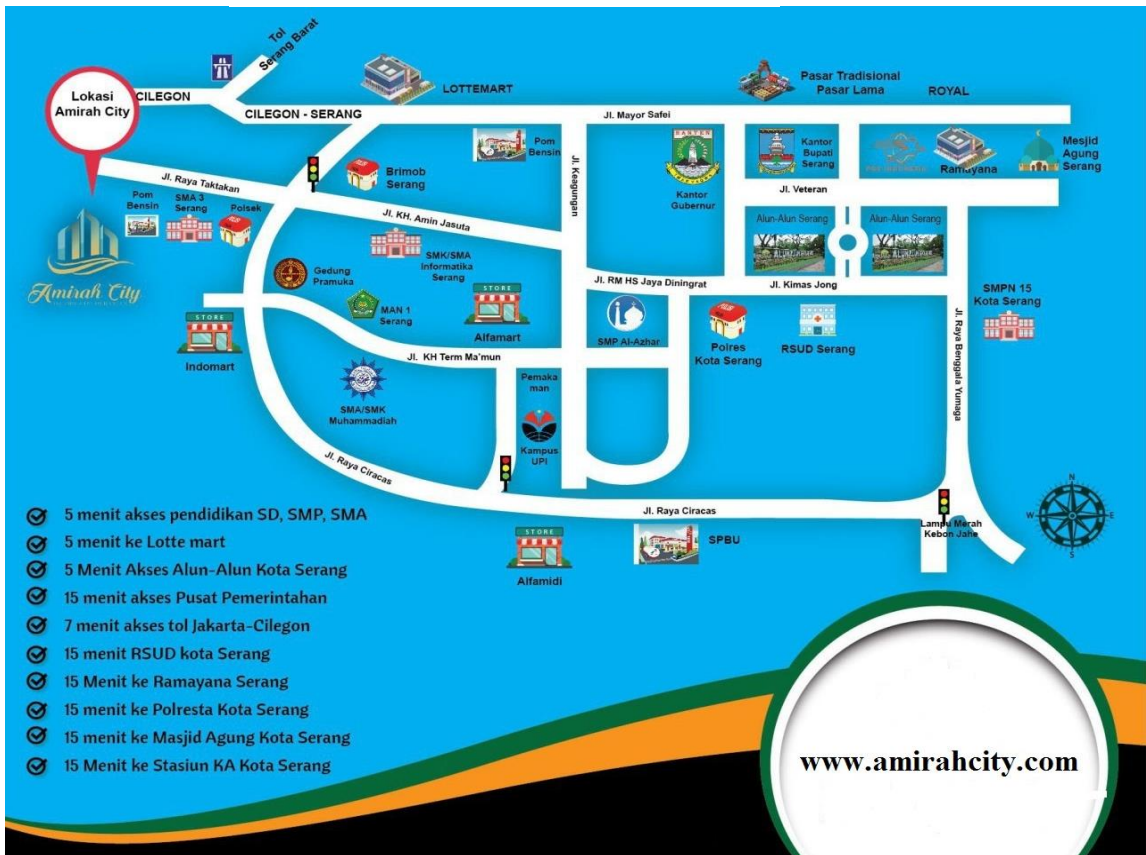 Tol
Serang Barat
Lokasi
Amirah City
CILEGON
CILEGON - SERANG
LOTTEMART
Pasar Tradisional
Pasar Lama
ROYAL
Jl. Mayor Safei
Pom
Bensin
BANTEN
Kantor
Gubernur
Kantor
Bupati
Serang
Ramayana
Mesjid
Agung
Serang
Jl. Veteran
Jl. Keagungan
Jl. Raya Taktakan
Brimob
Serang
Pom
Bensin
SMA 3
Serang
Polsek
Jl. KH. Amin Jasuta
SMK/SMA
Informatika
Serang
Alun-Alun Serang
Alun-Alun Serang
Amirah City
Gedung
Pramuka
MAN 1
Serang
STORE
Alfamart
Jl. RM HS Jaya Diningrat
Jl. Kimas Jong
SMP Al-Azhar
Polres
Kota Serang
RSUD Serang
SMPN 15
Kota Serang
Jl. Raya Benggala Yumaga
STORE
Indomart
Jl. KH Term Ma'mun
SMA/SMK
Muhammadiah
Pemaka
man
Kampus
UPI
Jl. Raya Ciracas
Jl. Raya Ciracas
STORE
Alfamidi
SPBU
Lampu Merah
Kebon Jahe
N
W
E
S
5 menit akses pendidikan SD, SMP, SMA
5 menit ke Lotte mart
5 Menit Akses Alun-Alun Kota Serang
15 menit akses Pusat Pemerintahan
7 menit akses tol Jakarta-Cilegon
15 menit RSUD kota Serang
15 Menit ke Ramayana Serang
15 menit ke Polresta Kota Serang
15 menit ke Masjid Agung Kota Serang
15 Menit ke Stasiun KA Kota Serang
www.amirahcity.com